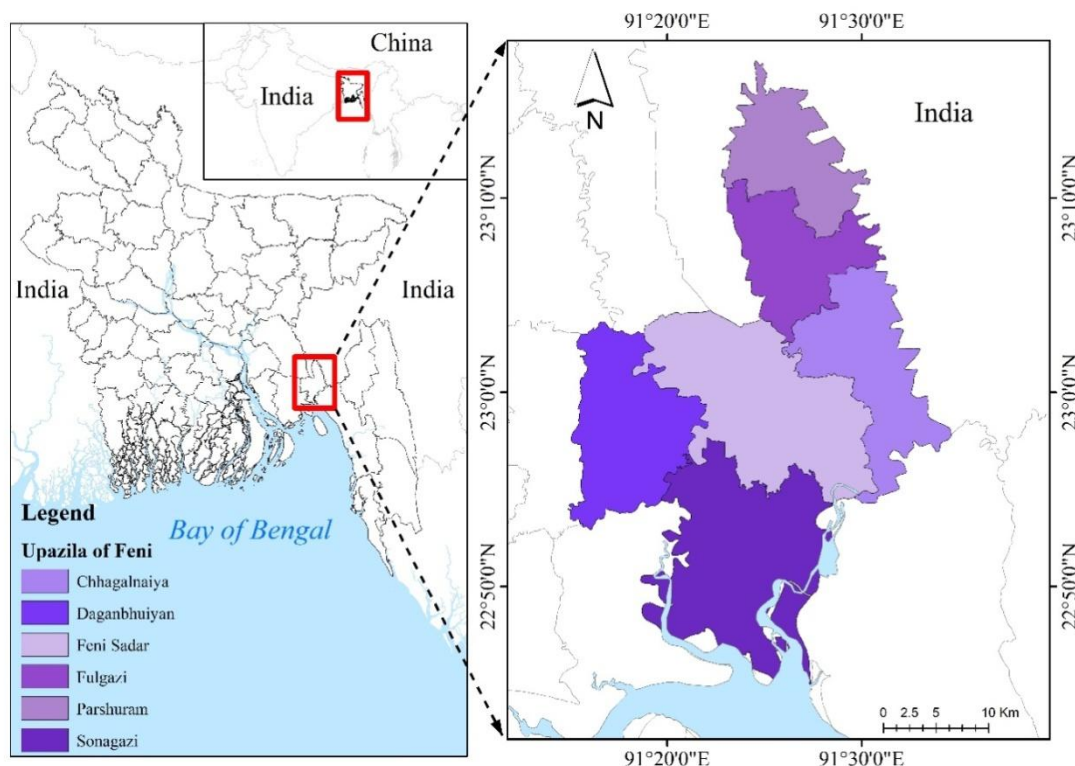 China
India
India
India
Bay of Bengal
Legend
Upazila of Feni
Chhagalnaiya
Daganbhuiyan
Feni Sadar
Fulgazi
Parshuram
Sonagazi
91°20'0"E 91°30'0"E
N
India
23°10'0"N 23°10'0"N
23°0'0"N 23°0'0"N
22°50'0"N 22°50'0"N
0 2.5 5 10 Km
91°20'0"E 91°30'0"E